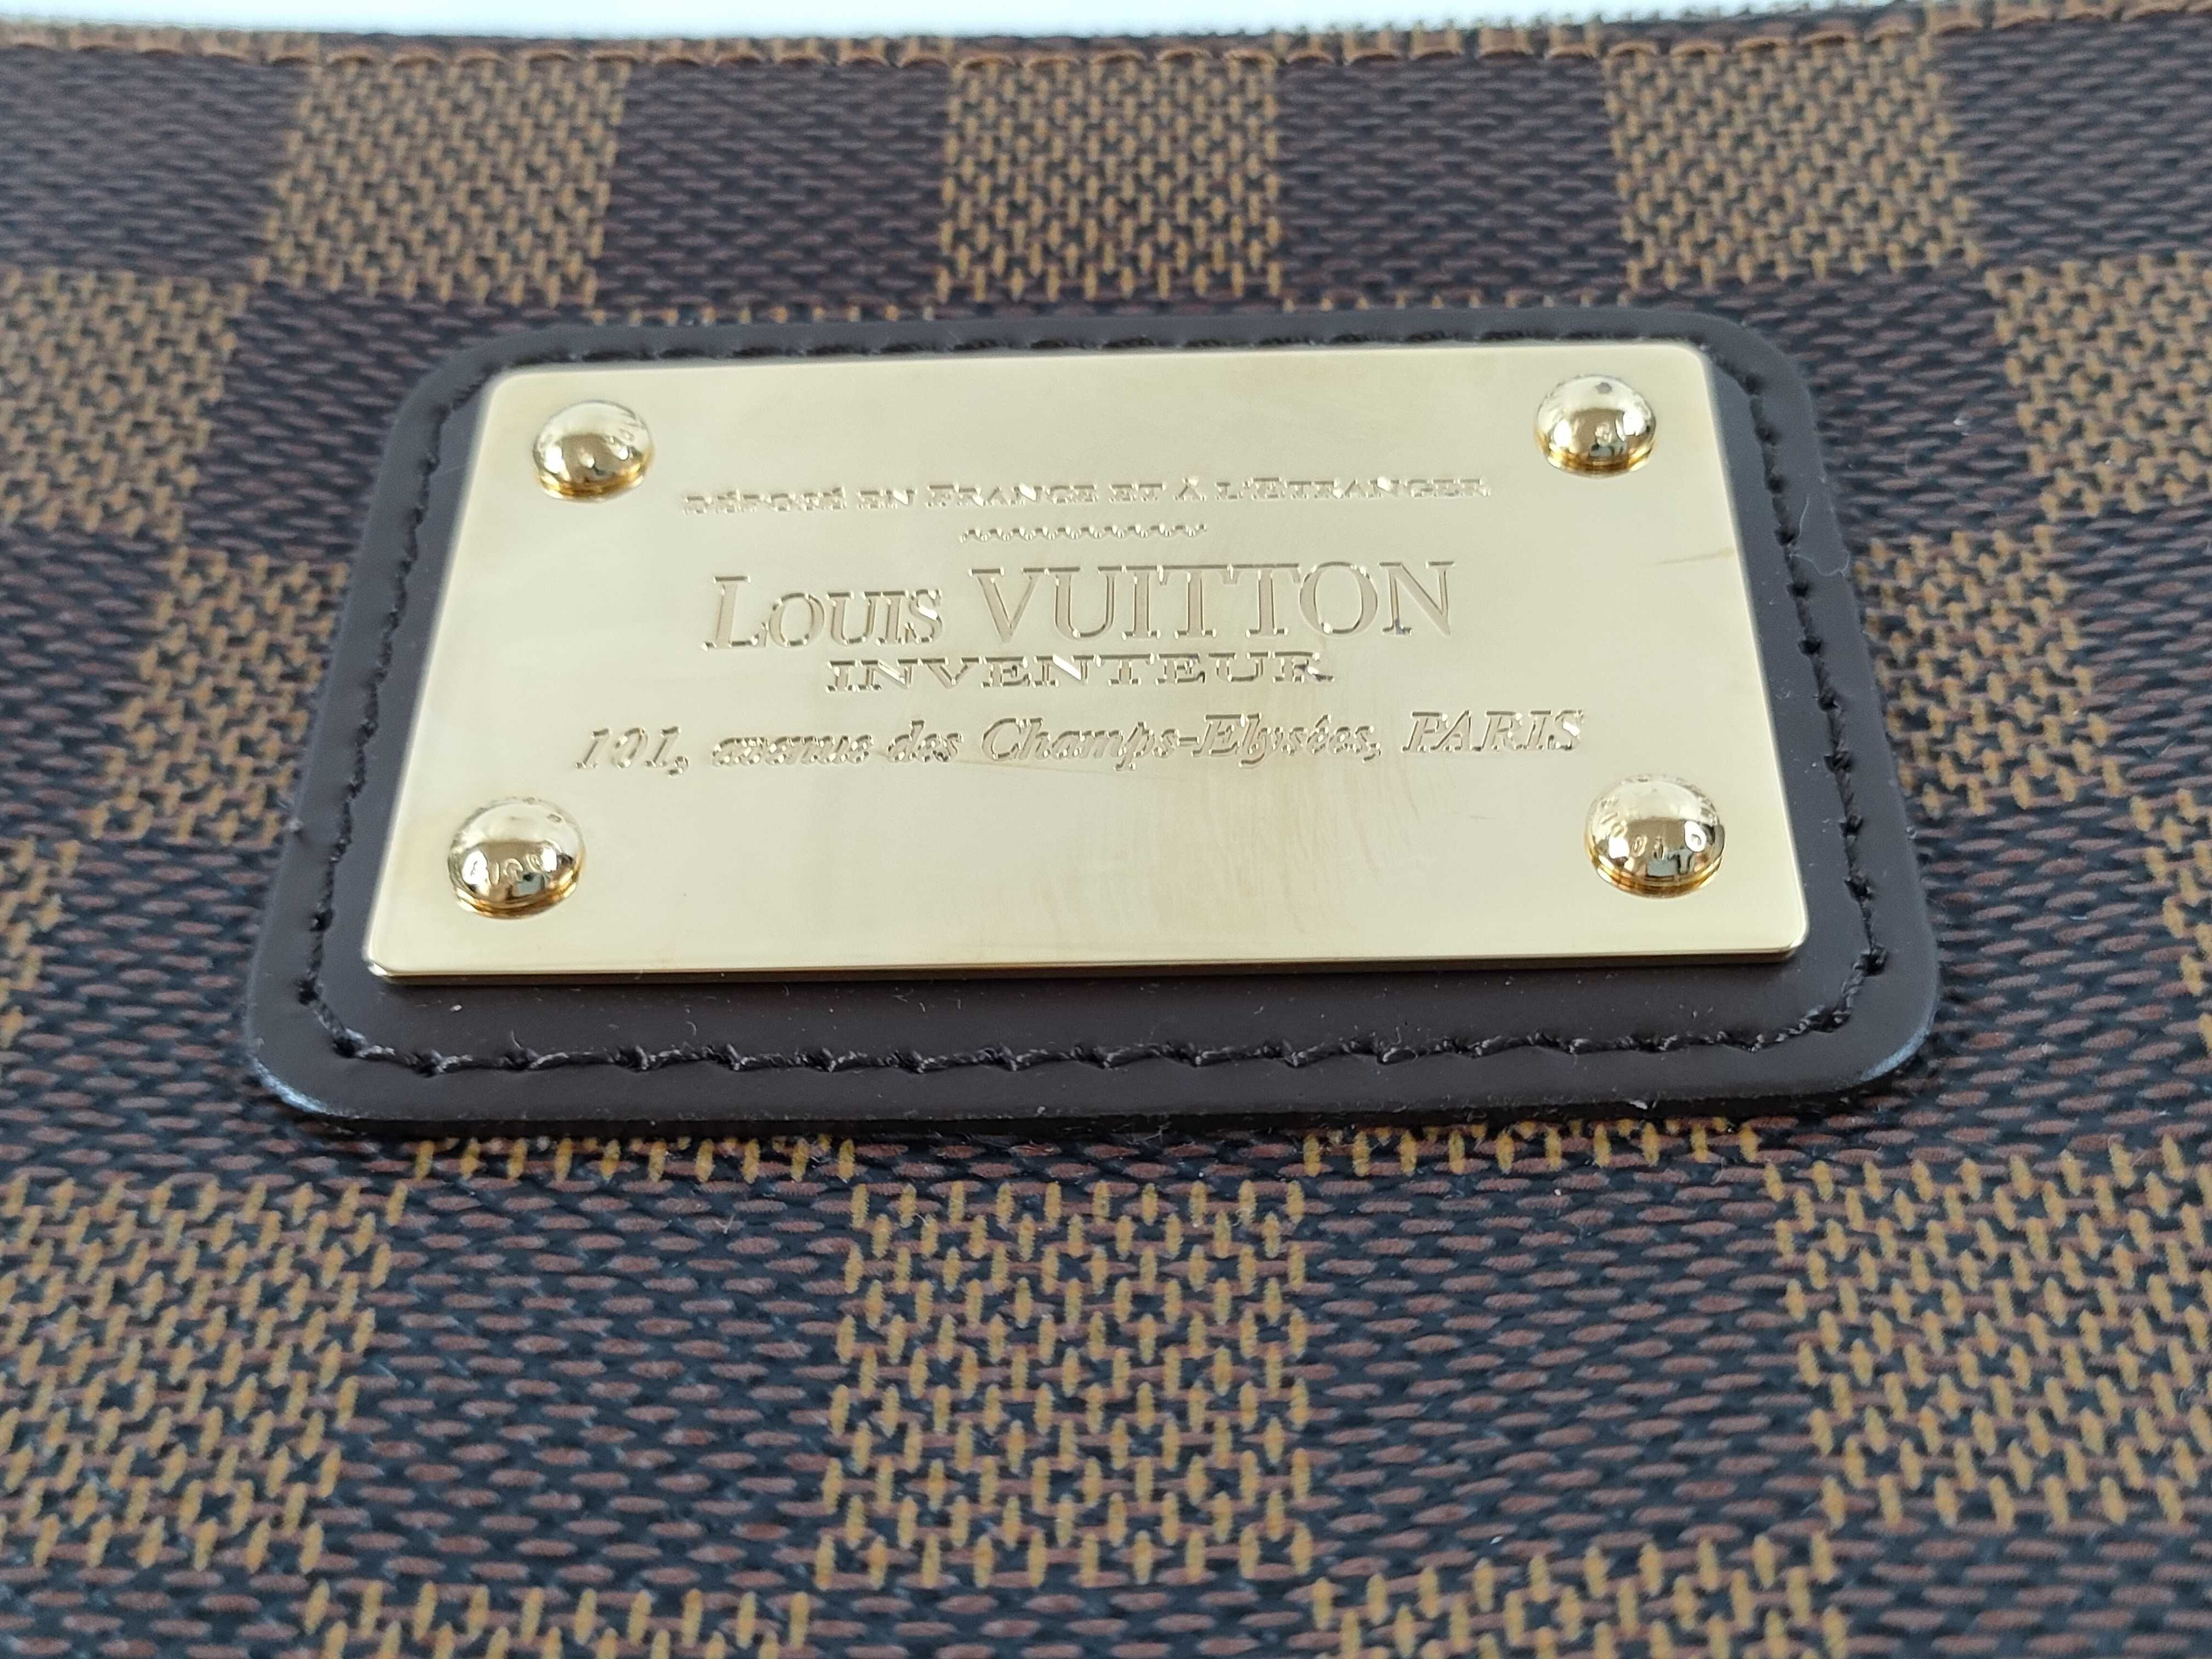 DÉPOSÉ EN FRANCE ET À L'ÉTRANGER
LOUIS VUITTON
INVENTEUR
101, avenue des Champs-Elysées, PARIS